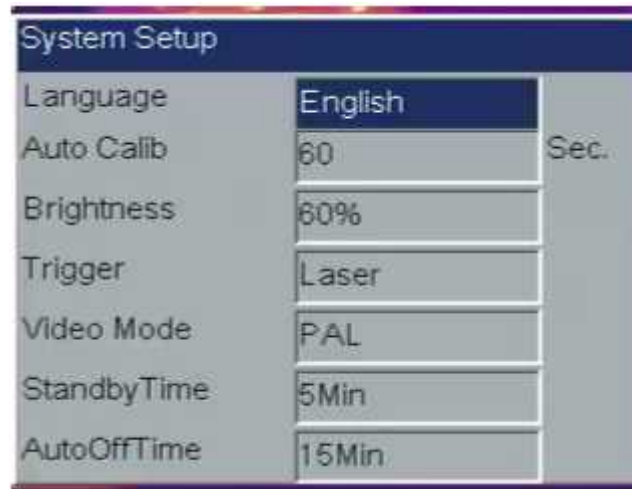 System Setup
Language English
Auto Calib 60 Sec.
Brightness 60%
Trigger Laser
Video Mode PAL
StandbyTime 5Min
AutoOffTime 15Min